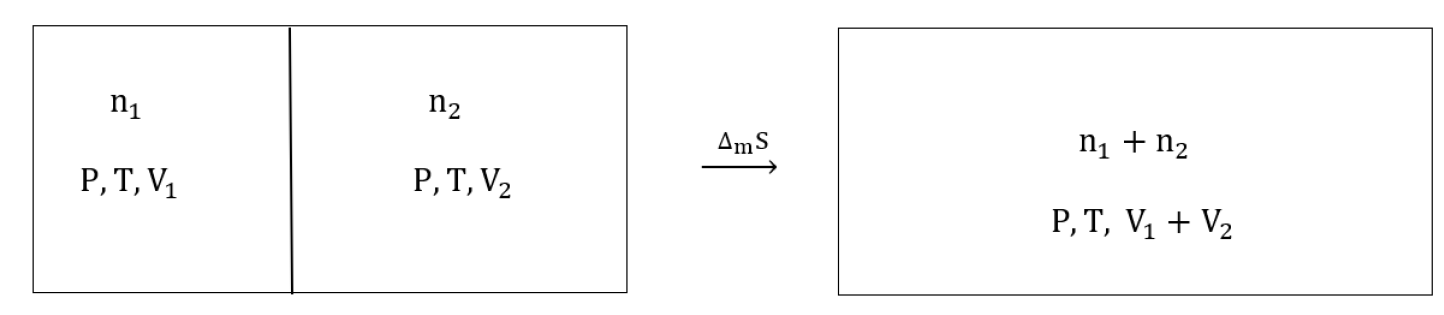 n₁
P, T, V₁
n₂
P, T, V₂
ΔₘS
n₁ + n₂
P, T, V₁ + V₂